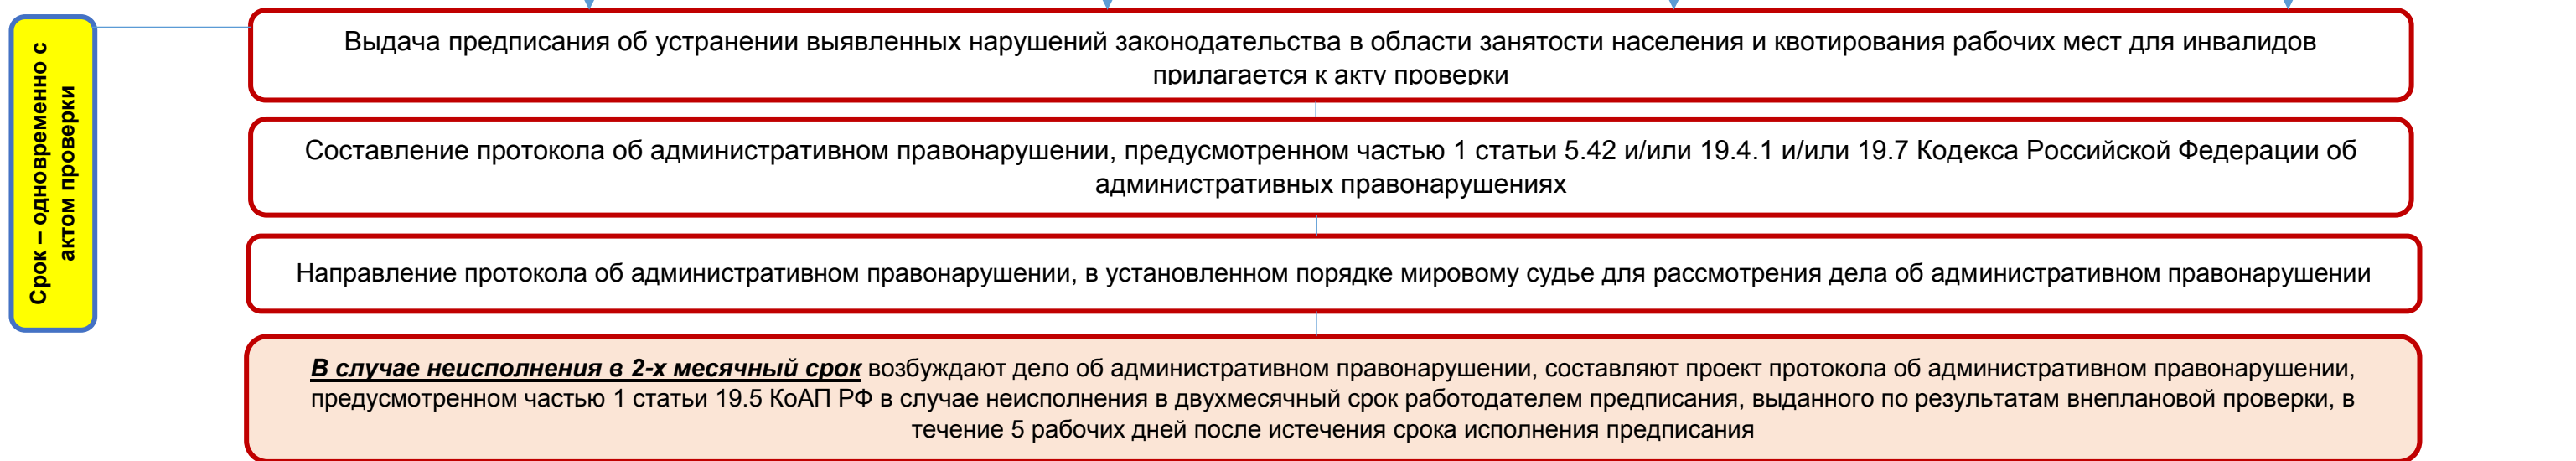 Срок – одновременно с
актом проверки
Выдача предписания об устранении выявленных нарушений законодательства в области занятости населения и квотирования рабочих мест для инвалидов
прилагается к акту проверки
Составление протокола об административном правонарушении, предусмотренном частью 1 статьи 5.42 и/или 19.4.1 и/или 19.7 Кодекса Российской Федерации об
административных правонарушениях
Направление протокола об административном правонарушении, в установленном порядке мировому судье для рассмотрения дела об административном правонарушении
В случае неисполнения в 2-х месячный срок возбуждают дело об административном правонарушении, составляют проект протокола об административном правонарушении,
предусмотренном частью 1 статьи 19.5 КоАП РФ в случае неисполнения в двухмесячный срок работодателем предписания, выданного по результатам внеплановой проверки, в
течение 5 рабочих дней после истечения срока исполнения предписания